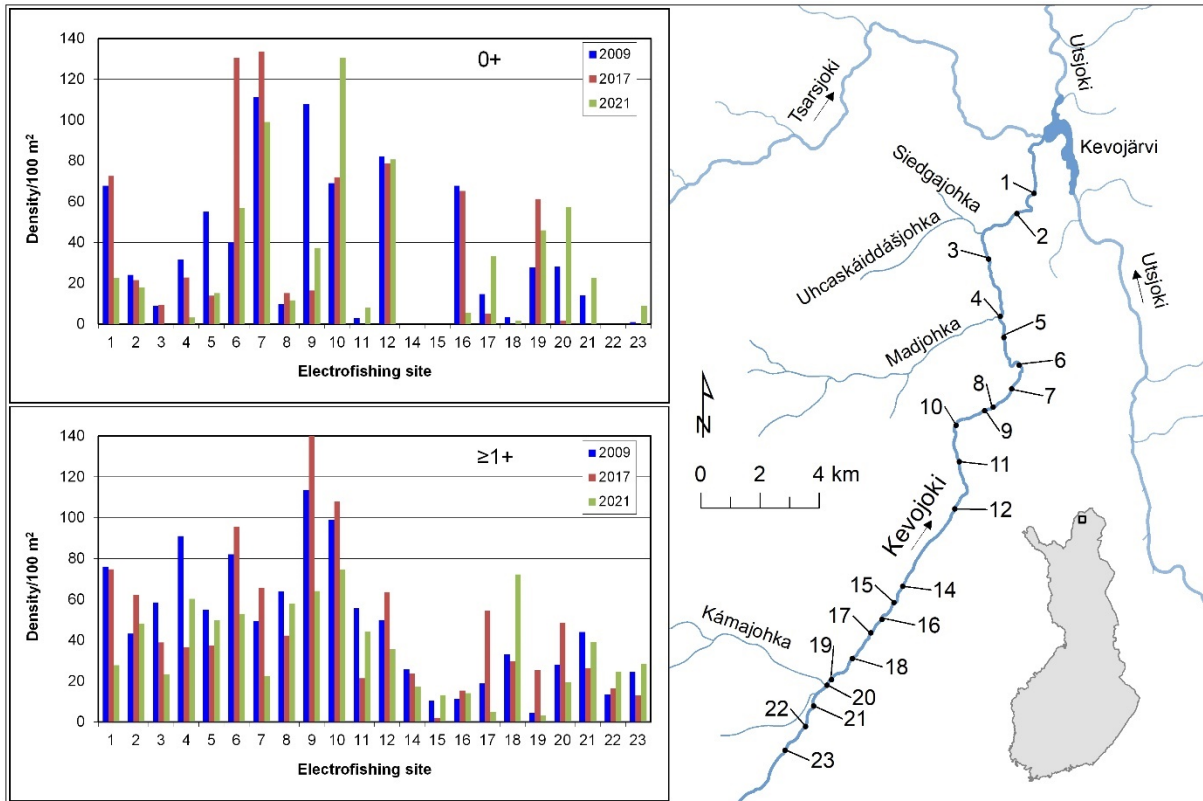 0+
2009
2017
2021
Density/100 m²
140
120
100
80
60
40
20
0
1 2 3 4 5 6 7 8 9 10 11 12 14 15 16 17 18 19 20 21 22 23
Electrofishing site
≥1+
2009
2017
2021
Density/100 m²
140
120
100
80
60
40
20
0
1 2 3 4 5 6 7 8 9 10 11 12 14 15 16 17 18 19 20 21 22 23
Electrofishing site
Utsjoki
Tsarsjoki
Kevojärvi
Siedgajohka
1
2
Uhcaskáiddášjohka
3
Utsjoki
4
5
Madjohka
6
7
8
9
10
N
11
0 2 4 km
12
Kevojoki
14
15
16
17
Kámajohka
18
19
20
21
22
23